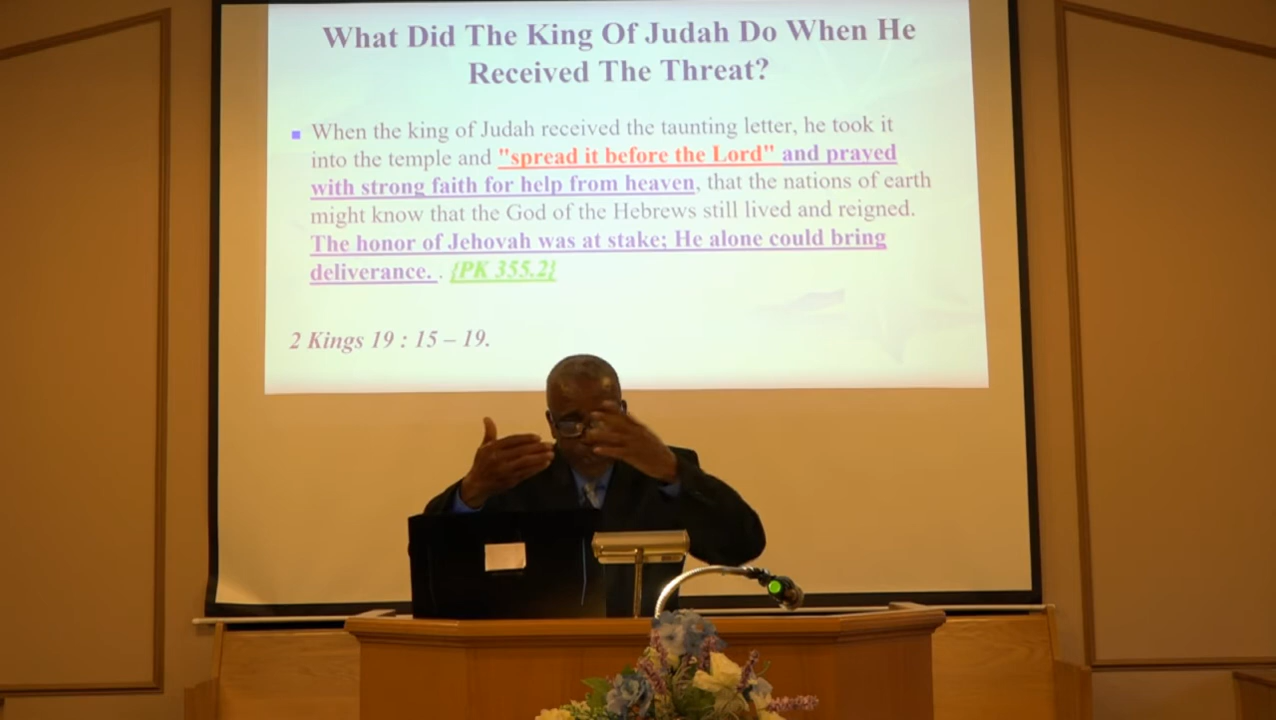 What Did The King Of Judah Do When He
Received The Threat?
When the king of Judah received the taunting letter, he took it
into the temple and "spread it before the Lord" and prayed
with strong faith for help from heaven, that the nations of earth
might know that the God of the Hebrews still lived and reigned.
The honor of Jehovah was at stake; He alone could bring
deliverance. . {PK 355.2}
2 Kings 19 : 15 – 19.